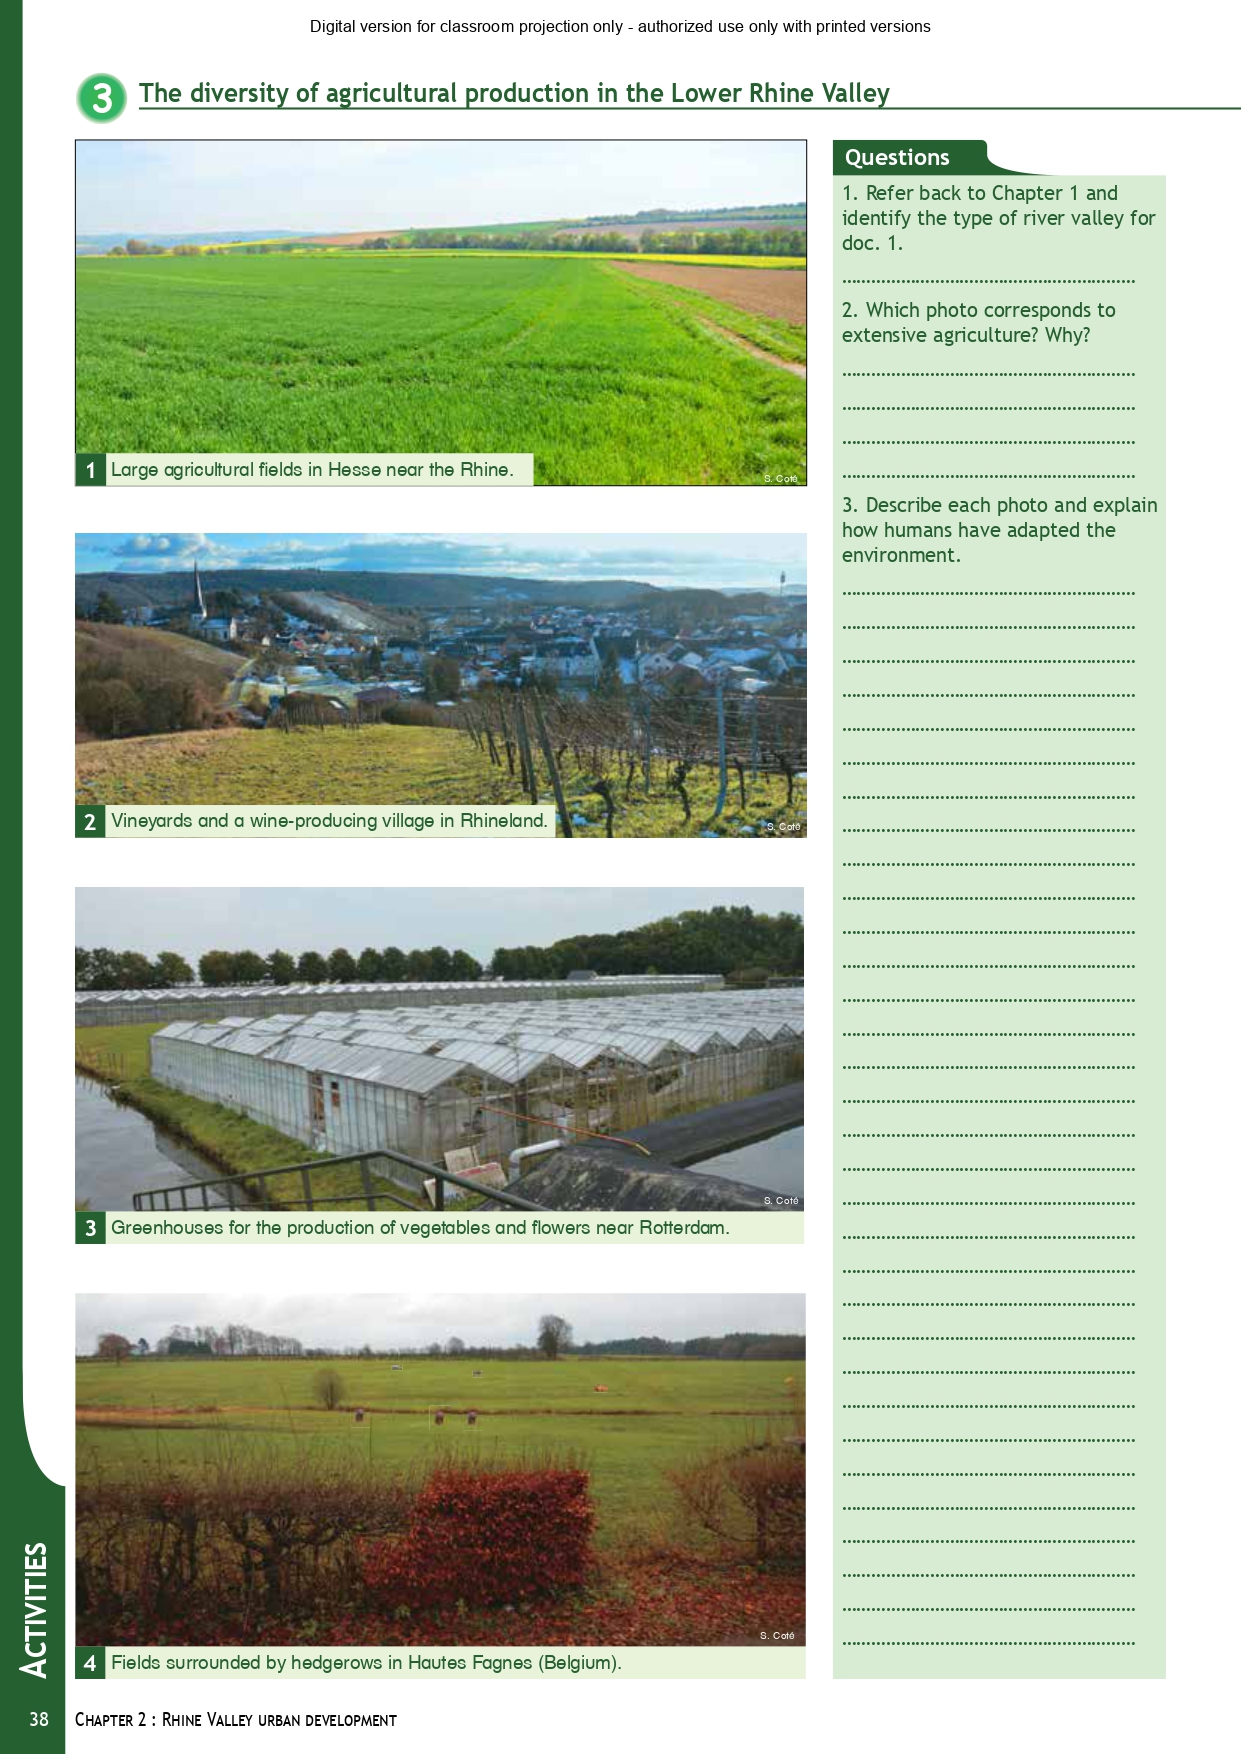 Digital version for classroom projection only - authorized use only with printed versions
3 The diversity of agricultural production in the Lower Rhine Valley
1 Large agricultural fields in Hesse near the Rhine.
S. Coté
2 Vineyards and a wine-producing village in Rhineland.
S. Coté
S. Coté
3 Greenhouses for the production of vegetables and flowers near Rotterdam.
S. Coté
4 Fields surrounded by hedgerows in Hautes Fagnes (Belgium).
Questions
1. Refer back to Chapter 1 and
identify the type of river valley for
doc. 1.
2. Which photo corresponds to
extensive agriculture? Why?
3. Describe each photo and explain
how humans have adapted the
environment.
ACTIVITIES
38 CHAPTER 2 : RHINE VALLEY URBAN DEVELOPMENT